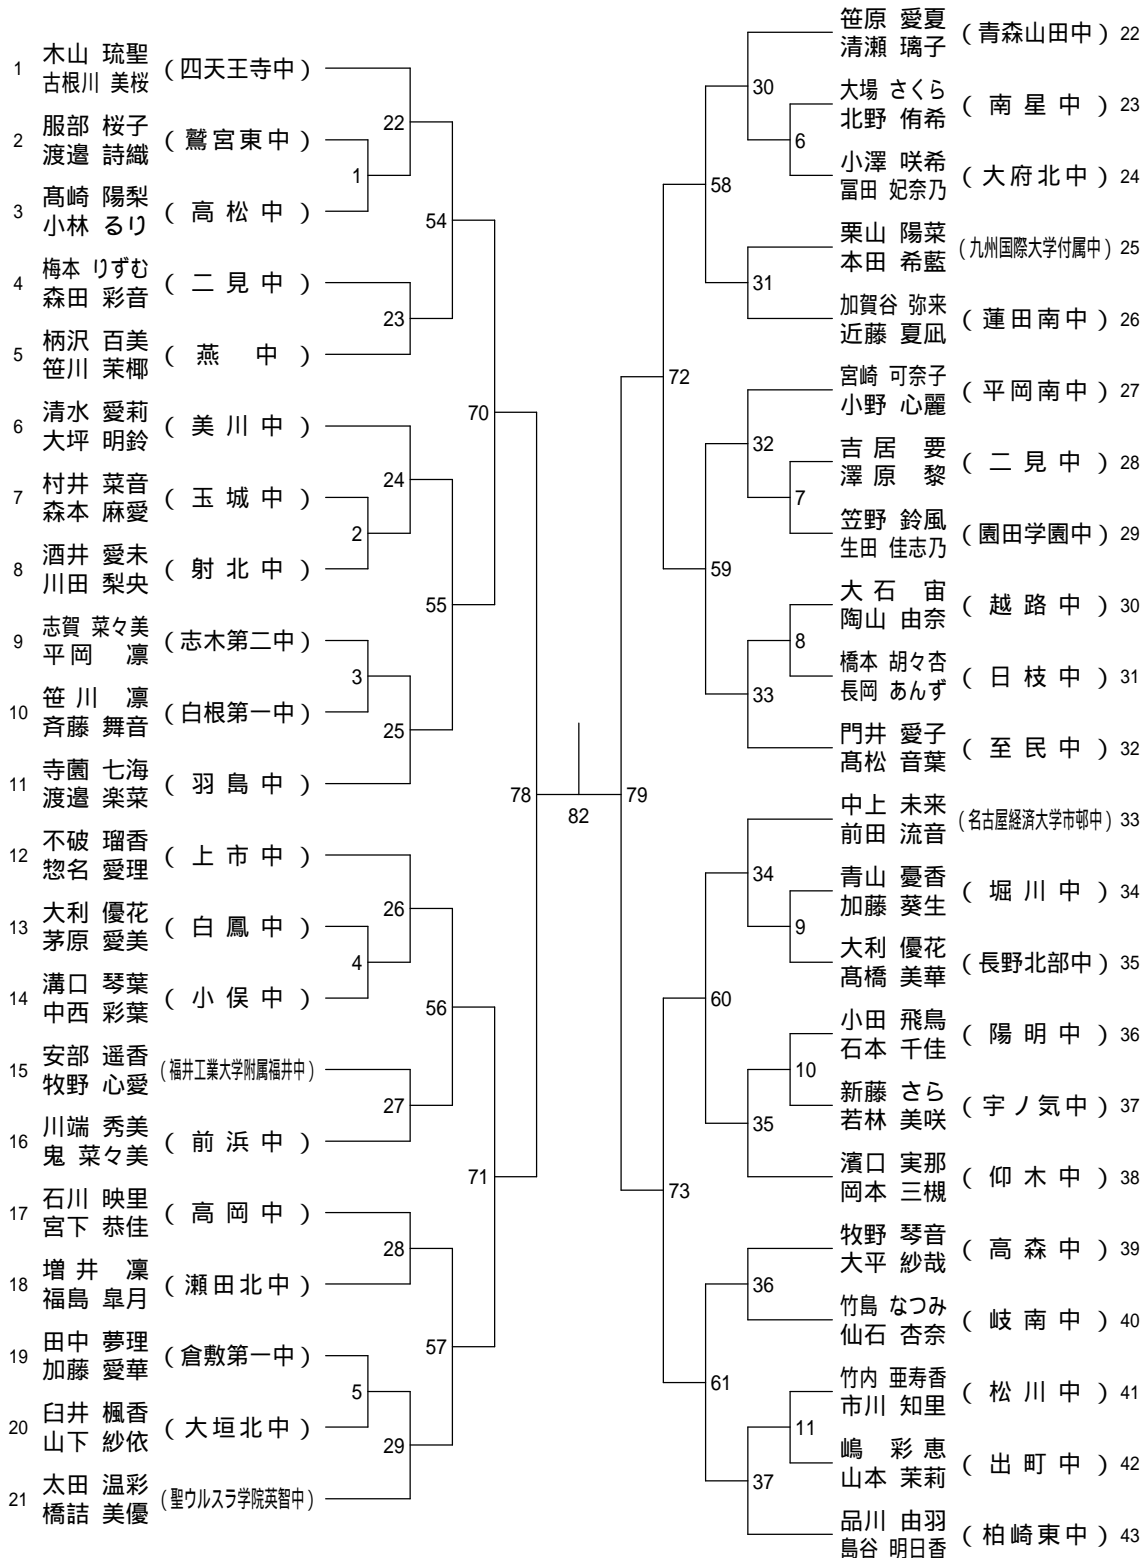 1 木山 琉聖 古根川 美桜 (四天王寺中)
2 服部 桜子 渡邉 詩織 (鷲宮東中)
3 髙崎 陽梨 小林 るり (高松中)
4 梅本 りずむ 森田 彩音 (二見中)
5 柄沢 百美 笹川 茉椰 (燕中)
6 清水 愛莉 大坪 明鈴 (美川中)
7 村井 菜音 森本 麻愛 (玉城中)
8 酒井 愛未 川田 梨央 (射北中)
9 志賀 菜々美 平岡 凛 (志木第二中)
10 笹川 凛 斉藤 舞音 (白根第一中)
11 寺薗 七海 渡邉 楽菜 (羽島中)
12 不破 瑠香 惣名 愛理 (上市中)
13 大利 優花 茅原 愛美 (白鳳中)
14 溝口 琴葉 中西 彩葉 (小俣中)
15 安部 遥香 牧野 心愛 (福井工業大学附属福井中)
16 川端 秀美 鬼 菜々美 (前浜中)
17 石川 映里 宮下 恭佳 (高岡中)
18 増井 凜 福島 皐月 (瀬田北中)
19 田中 夢理 加藤 愛華 (倉敷第一中)
20 臼井 楓香 山下 紗依 (大垣北中)
21 太田 温彩 橋詰 美優 (聖ウルスラ学院英智中)
22
1
54
23
70
24
2
55
3
25
78
26
4
56
27
71
28
57
5
29
82
笹原 愛夏 清瀬 璃子 (青森山田中) 22
大場 さくら 北野 侑希 (南星中) 23
小澤 咲希 冨田 妃奈乃 (大府北中) 24
栗山 陽菜 本田 希藍 (九州国際大学付属中) 25
加賀谷 弥来 近藤 夏凪 (蓮田南中) 26
宮崎 可奈子 小野 心麗 (平岡南中) 27
吉居 要 澤原 黎 (二見中) 28
笠野 鈴風 生田 佳志乃 (園田学園中) 29
大石 宙 陶山 由奈 (越路中) 30
橋本 胡々杏 長岡 あんず (日枝中) 31
門井 愛子 髙松 音葉 (至民中) 32
中上 未来 前田 流音 (名古屋経済大学市邨中) 33
青山 憂香 加藤 葵生 (堀川中) 34
大利 優花 髙橋 美華 (長野北部中) 35
小田 飛鳥 石本 千佳 (陽明中) 36
新藤 さら 若林 美咲 (宇ノ気中) 37
濱口 実那 岡本 三槻 (仰木中) 38
牧野 琴音 大平 紗哉 (高森中) 39
竹島 なつみ 仙石 杏奈 (岐南中) 40
竹内 亜寿香 市川 知里 (松川中) 41
嶋 彩恵 山本 茉莉 (出町中) 42
品川 由羽 島谷 明日香 (柏崎東中) 43
30
6
58
31
72
32
7
59
8
33
79
34
9
60
10
35
73
36
61
11
37